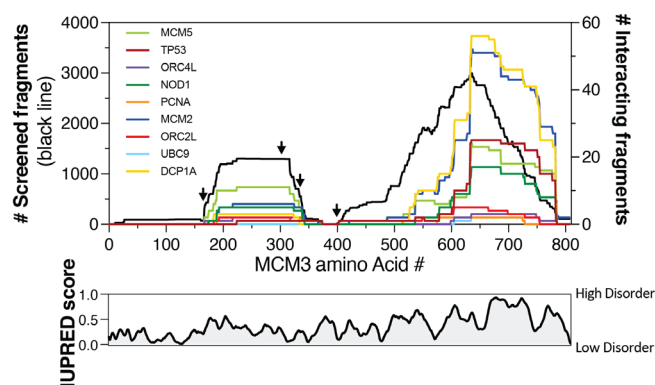 # Screened fragments
(black line)
4000
3000
2000
1000
0
MCM5
TP53
ORC4L
NOD1
PCNA
MCM2
ORC2L
UBC9
DCP1A
60
40
20
0
# Interacting fragments
0 100 200 300 400 500 600 700 800
MCM3 amino Acid #
IUPRED score
1.0
0.5
0.0
High Disorder
Low Disorder